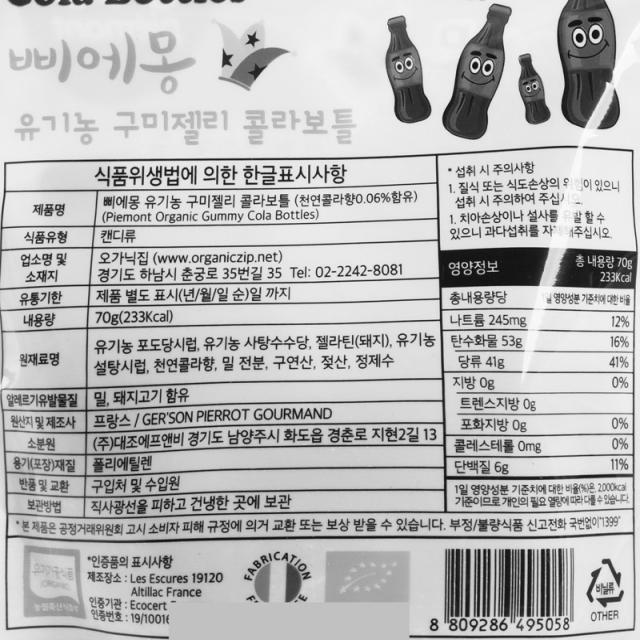 Cola Bottles
삐에몽
유기농 구미젤리 콜라보틀
식품위생법에 의한 한글표시사항
제품명 삐에몽 유기농 구미젤리 콜라보틀 (천연콜라향0.06%함유)
(Piemont Organic Gummy Cola Bottles)
식품유형 캔디류
업소명 및 소재지 오가닉집 (www.organiczip.net)
경기도 하남시 춘궁로 35번길 35 Tel: 02-2242-8081
유통기한 제품 별도 표시(년/월/일 순)일 까지
내용량 70g(233Kcal)
원재료명 유기농 포도당시럽, 유기농 사탕수수당, 젤라틴(돼지), 유기농
설탕시럽, 천연콜라향, 밀 전분, 구연산, 젖산, 정제수
알레르기유발물질 밀, 돼지고기 함유
원산지 및 제조사 프랑스 / GER'SON PIERROT GOURMAND
소분원 (주)대조에프앤비 경기도 남양주시 화도읍 경춘로 지현2길 13
용기(포장)재질 폴리에틸렌
반품 및 교환 구입처 및 수입원
보관방법 직사광선을 피하고 건냉한 곳에 보관
* 섭취 시 주의사항
1. 질식 또는 식도손상의 위험이 있으니
섭취 시 주의하여 주십시오.
1. 치아손상이나 설사를 유발 할 수
있으니 과다섭취를 자제해주십시오.
영양정보 총 내용량 70g
233Kcal
총내용량당 1일 영양성분 기준치에 대한 비율
나트륨 245mg 12%
탄수화물 53g 16%
당류 41g 41%
지방 0g 0%
트렌스지방 0g
포화지방 0g 0%
콜레스테롤 0mg 0%
단백질 6g 11%
1일 영양성분 기준치에 대한 비율(%)은 2,000kcal
기준이므로 개인의 필요 열량에 따라 다를 수 있습니다.
* 본 제품은 공정거래위원회 고시 소비자 피해 규정에 의거 교환 또는 보상 받을 수 있습니다. 부정/불량식품 신고전화 국번없이"1399"
유기가공식품
ORGANIC
농림축산식품부
*인증품의 표시사항
제조장소 : Les Escures 19120
Altillac France
인증기관 : Ecocert
인증번호 : 19/10016
FABRICATION
8 809286 495058
비닐류
OTHER